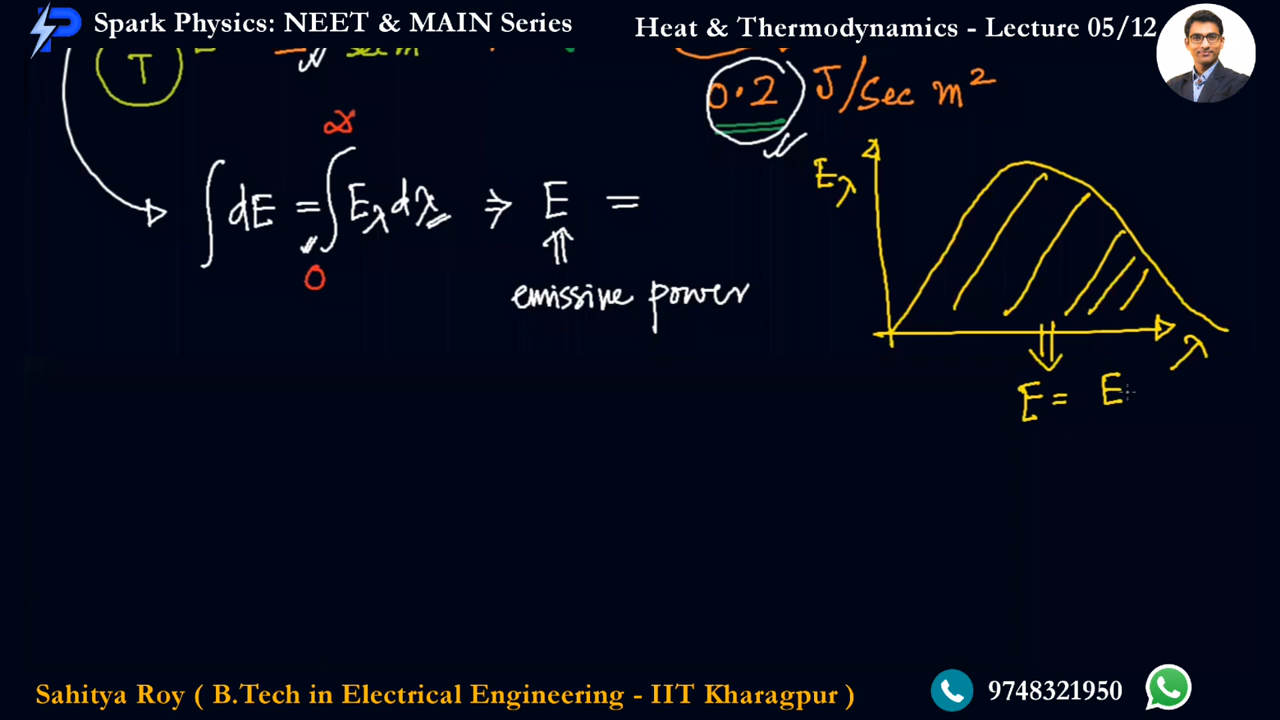 Spark Physics: NEET & MAIN Series
Heat & Thermodynamics - Lecture 05/12
T
0.2 J/Sec m²
∞
∫dE = ∫Eλdλ ⇒ E =
0
emissive power
Eλ
λ
E = E
Sahitya Roy ( B.Tech in Electrical Engineering - IIT Kharagpur )
9748321950